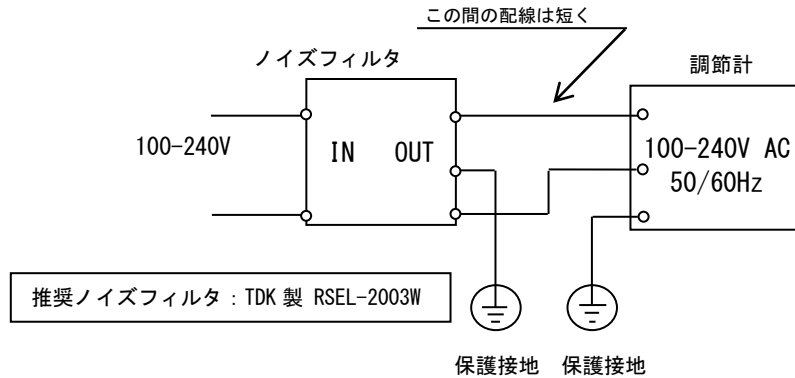 この間の配線は短く
ノイズフィルタ
調節計
100-240V
IN OUT
100-240V AC
50/60Hz
推奨ノイズフィルタ：TDK 製 RSEL-2003W
保護接地 保護接地